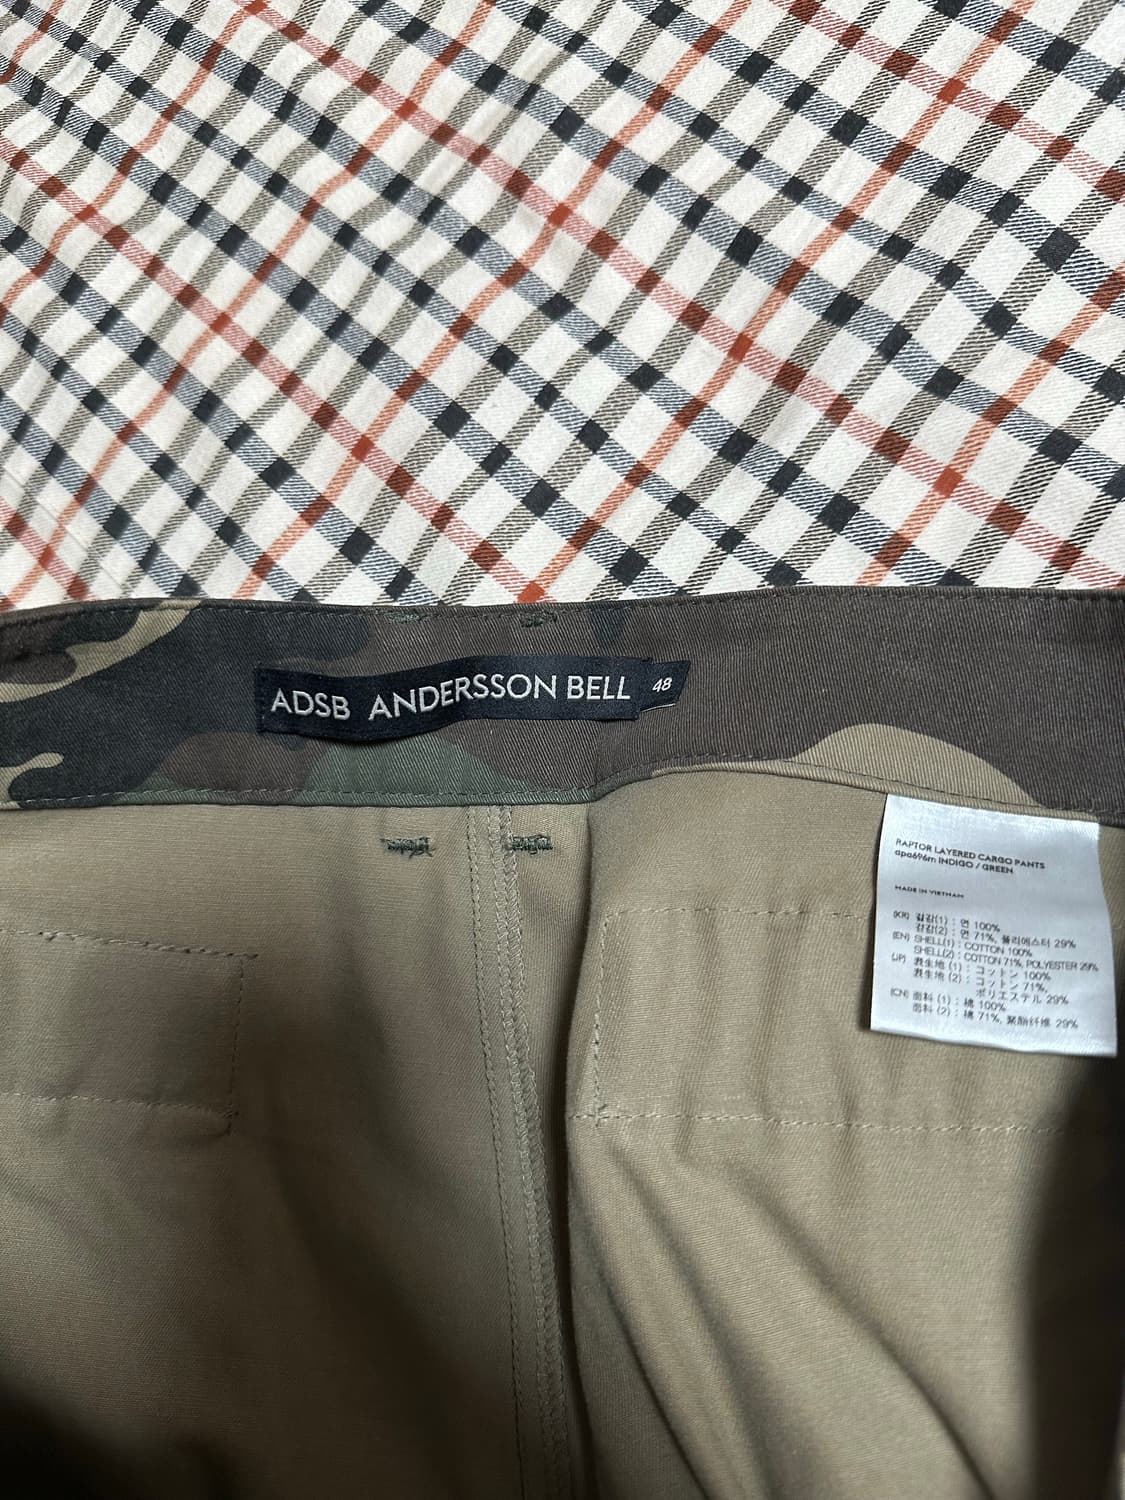 ADSB ANDERSSON BELL 48
RAPTOR LAYERED CARGO PANTS
apa696m INDIGO / GREEN
MADE IN VIETNAM
(KR) 겉감(1) : 면 100%
겉감(2) : 면 71%, 폴리에스터 29%
(EN) SHELL(1) : COTTON 100%
SHELL(2) : COTTON 71%, POLYESTER 29%
(JP) 表生地 (1) : コットン 100%
表生地 (2) : コットン 71%,
ポリエステル 29%
(CN) 面料 (1) : 棉 100%
面料 (2) : 棉 71%, 聚酯纤维 29%